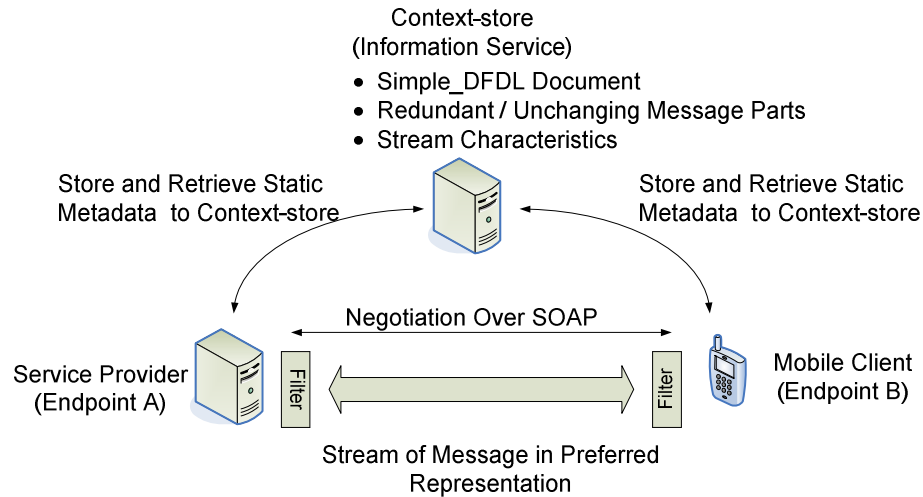 Context-store
(Information Service)
• Simple_DFDL Document
• Redundant / Unchanging Message Parts
• Stream Characteristics
Store and Retrieve Static
Metadata to Context-store
Store and Retrieve Static
Metadata to Context-store
Negotiation Over SOAP
Service Provider
(Endpoint A)
Filter
Filter
Mobile Client
(Endpoint B)
Stream of Message in Preferred
Representation